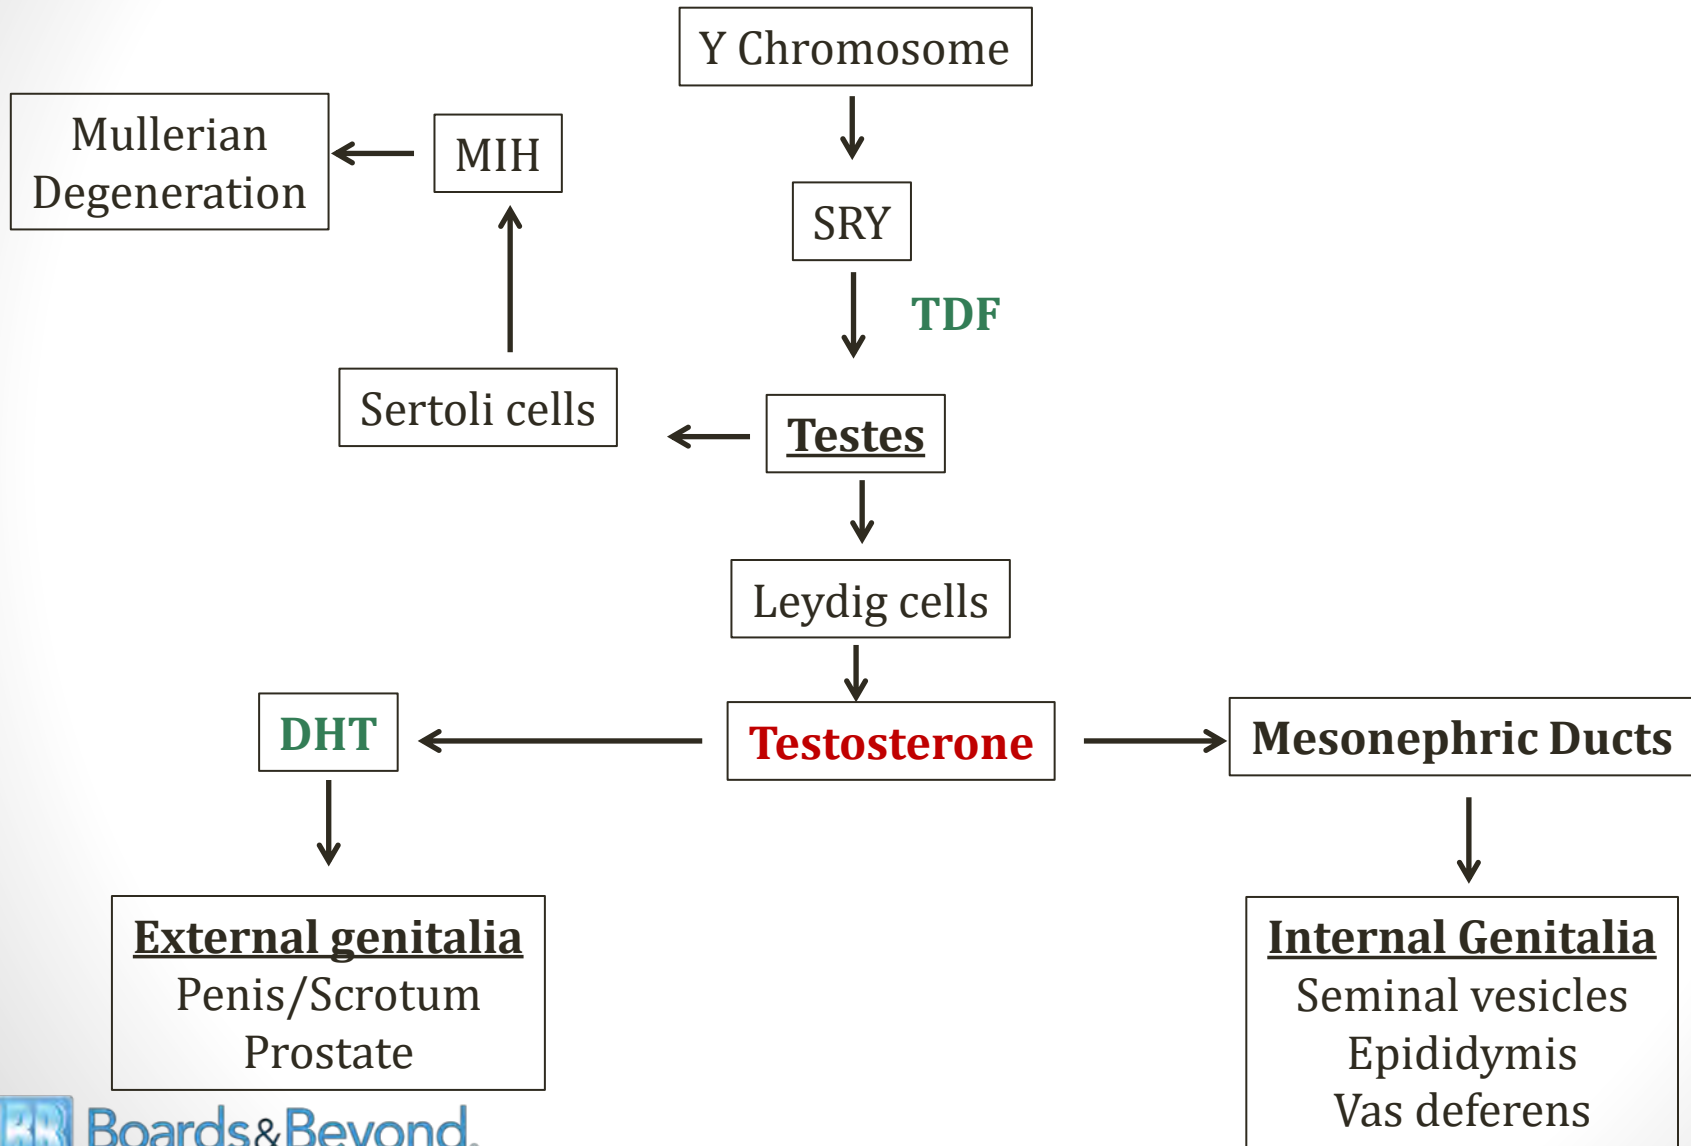 Y Chromosome
Mullerian
Degeneration
MIH
SRY
TDF
Sertoli cells
Testes
Leydig cells
DHT
Testosterone
Mesonephric Ducts
External genitalia
Penis/Scrotum
Prostate
Internal Genitalia
Seminal vesicles
Epididymis
Vas deferens
BB Boards&Beyond.